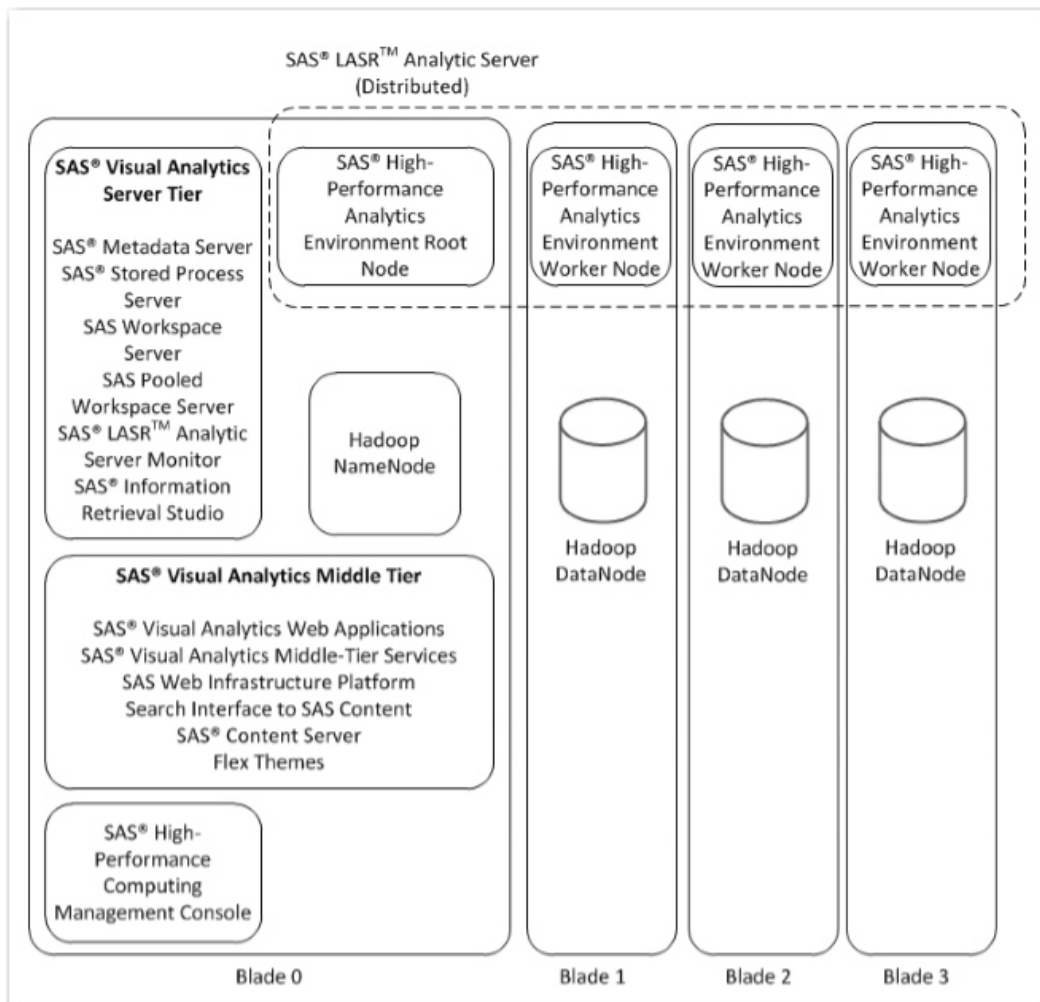 SAS® LASR™ Analytic Server
(Distributed)
SAS® Visual Analytics
Server Tier
SAS® Metadata Server
SAS® Stored Process
Server
SAS Workspace
Server
SAS Pooled
Workspace Server
SAS® LASR™ Analytic
Server Monitor
SAS® Information
Retrieval Studio
SAS® High-
Performance
Analytics
Environment Root
Node
SAS® High-
Performance
Analytics
Environment
Worker Node
SAS® High-
Performance
Analytics
Environment
Worker Node
SAS® High-
Performance
Analytics
Environment
Worker Node
Hadoop
NameNode
Hadoop
DataNode
Hadoop
DataNode
Hadoop
DataNode
SAS® Visual Analytics Middle Tier
SAS® Visual Analytics Web Applications
SAS® Visual Analytics Middle-Tier Services
SAS Web Infrastructure Platform
Search Interface to SAS Content
SAS® Content Server
Flex Themes
SAS® High-
Performance
Computing
Management Console
Blade 0
Blade 1
Blade 2
Blade 3